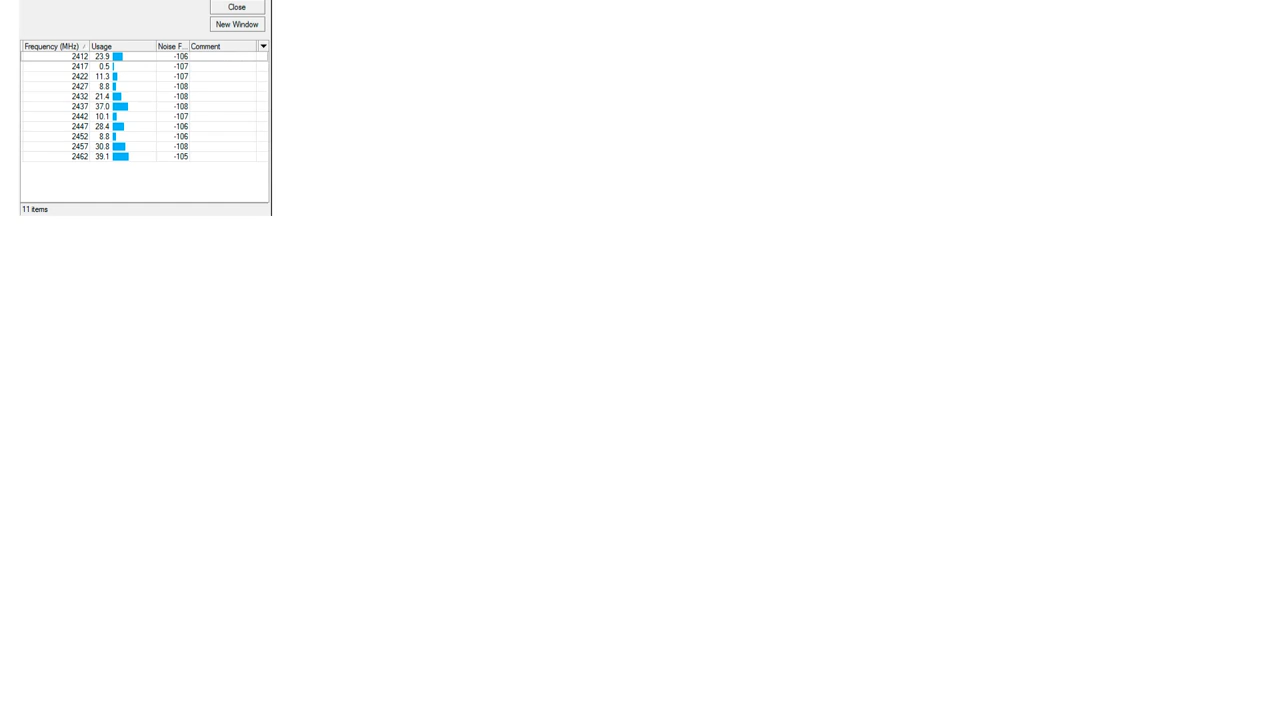 Close
New Window
Frequency (MHz) / Usage Noise F... Comment
2412 23.9 -106
2417 0.5 -107
2422 11.3 -107
2427 8.8 -108
2432 21.4 -108
2437 37.0 -108
2442 10.1 -107
2447 28.4 -106
2452 8.8 -106
2457 30.8 -108
2462 39.1 -105
11 items